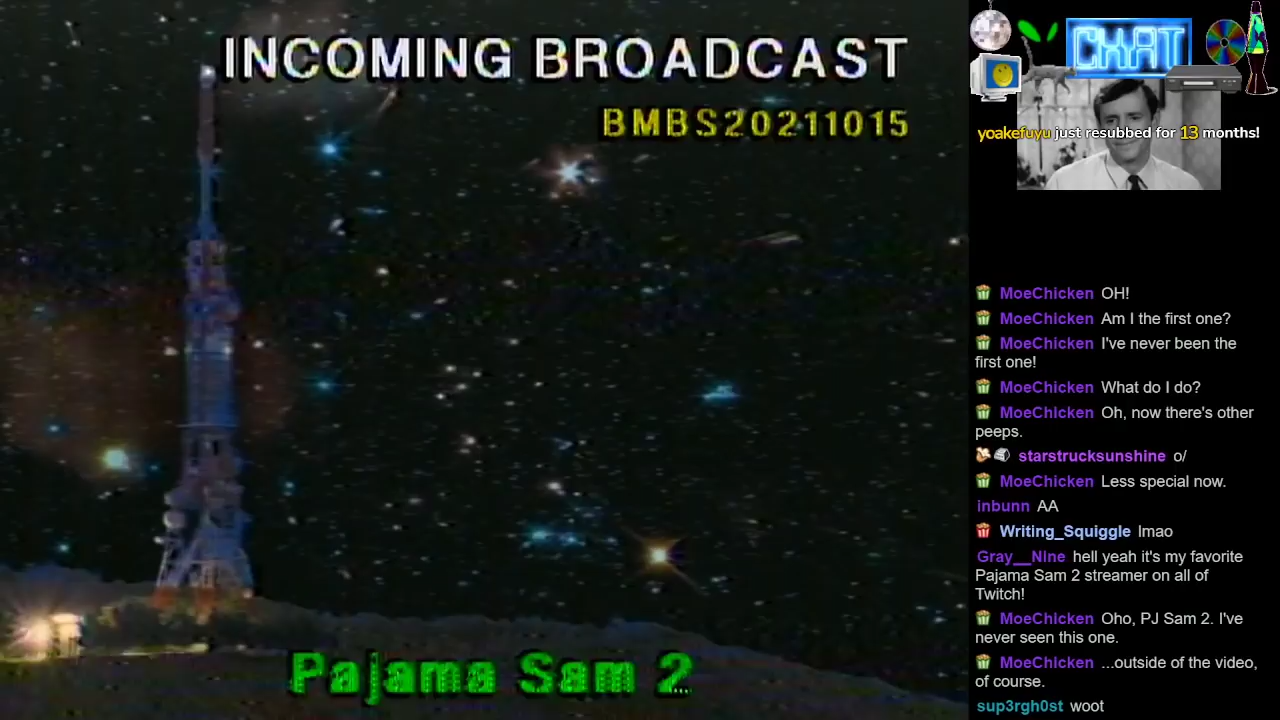 INCOMING BROADCAST
BMBS20211015
Pajama Sam 2
CHAT
yoakefuyu just resubbed for 13 months!
MoeChicken OH!
MoeChicken Am I the first one?
MoeChicken I've never been the
first one!
MoeChicken What do I do?
MoeChicken Oh, now there's other
peeps.
starstrucksunshine o/
MoeChicken Less special now.
inbunn AA
Writing_Squiggle lmao
Gray__NIne hell yeah it's my favorite
Pajama Sam 2 streamer on all of
Twitch!
MoeChicken Oho, PJ Sam 2. I've
never seen this one.
MoeChicken ...outside of the video,
of course.
sup3rgh0st woot